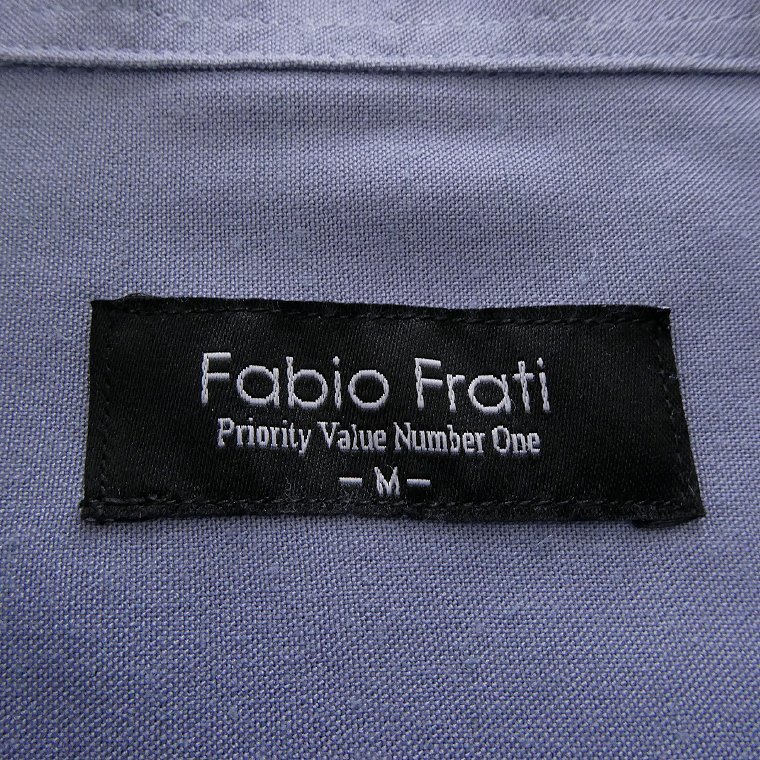 Fabio Frati
Priority Value Number One
– M –